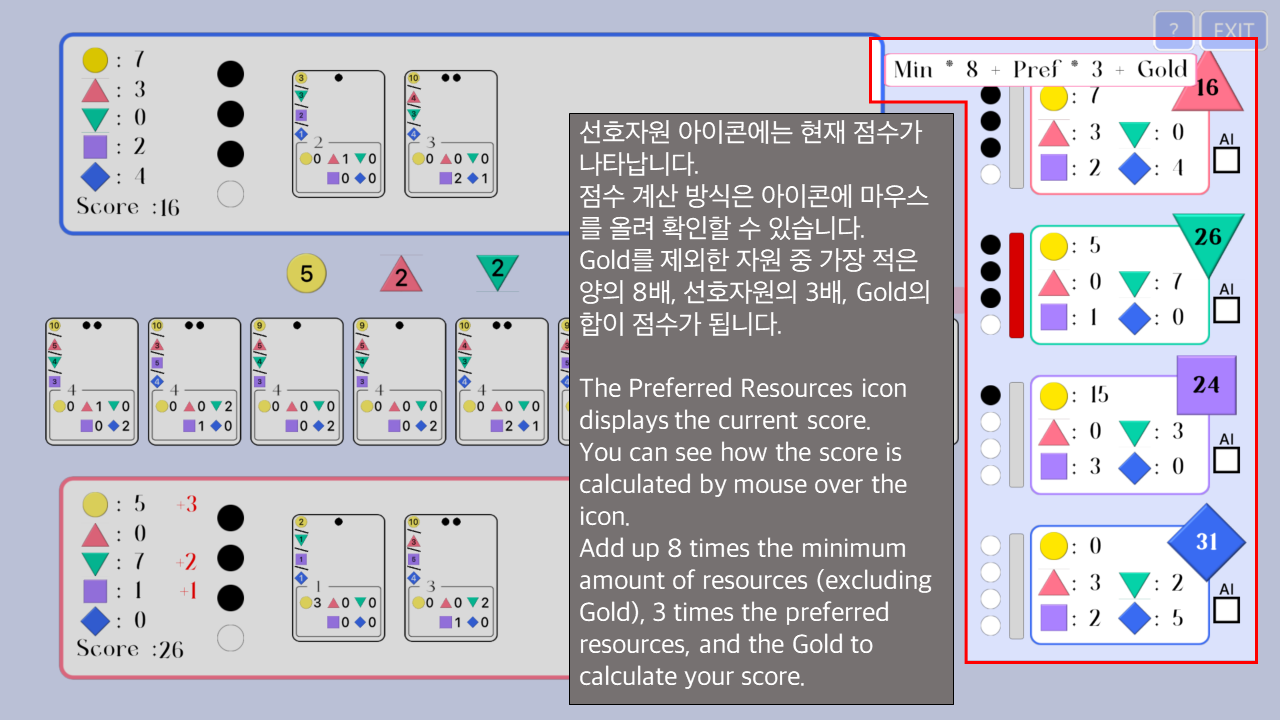 ? EXIT
: 7
: 3
: 0
: 2
: 4
Score :16
3
3
2
1
2
0 1 0
0 0
10
4
3
4
3
0 0 0
2 1
5 2 2
10
5
4
3
4
0 1 0
0 2
10
3
5
4
4
0 0 2
1 0
9
5
4
3
4
0 0 0
0 2
9
5
4
3
4
0 0 0
0 2
10
4
3
4
4
0 0 0
2 1
: 5 +3
: 0
: 7 +2
: 1 +1
: 0
Score :26
2
1
1
1
1
3 0 0
0 0
10
3
5
4
3
0 0 2
1 0
선호자원 아이콘에는 현재 점수가
나타납니다.
점수 계산 방식은 아이콘에 마우스
를 올려 확인할 수 있습니다.
Gold를 제외한 자원 중 가장 적은
양의 8배, 선호자원의 3배, Gold의
합이 점수가 됩니다.
The Preferred Resources icon
displays the current score.
You can see how the score is
calculated by mouse over the
icon.
Add up 8 times the minimum
amount of resources (excluding
Gold), 3 times the preferred
resources, and the Gold to
calculate your score.
Min * 8 + Pref * 3 + Gold
16
: 7
: 3 : 0
: 2 : 4
AI
26
: 5
: 0 : 7
: 1 : 0
AI
24
: 15
: 0 : 3
: 3 : 0
AI
31
: 0
: 3 : 2
: 2 : 5
AI